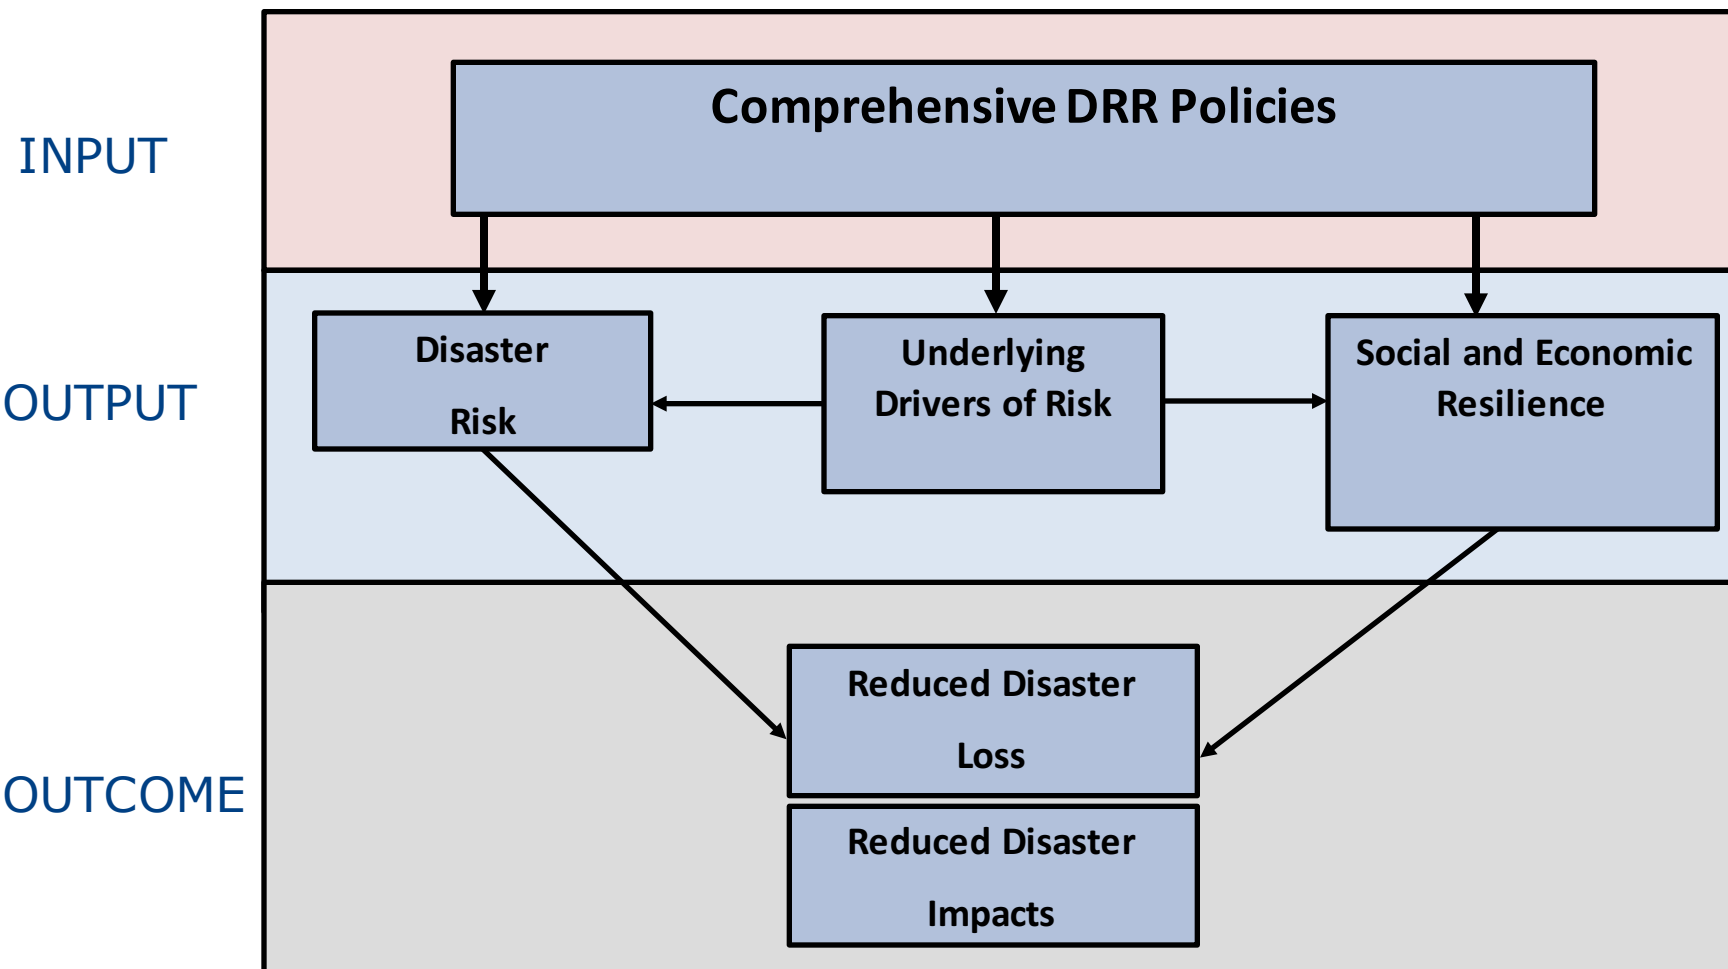 INPUT
Comprehensive DRR Policies
OUTPUT
Disaster
Risk
Underlying
Drivers of Risk
Social and Economic
Resilience
OUTCOME
Reduced Disaster
Loss
Reduced Disaster
Impacts